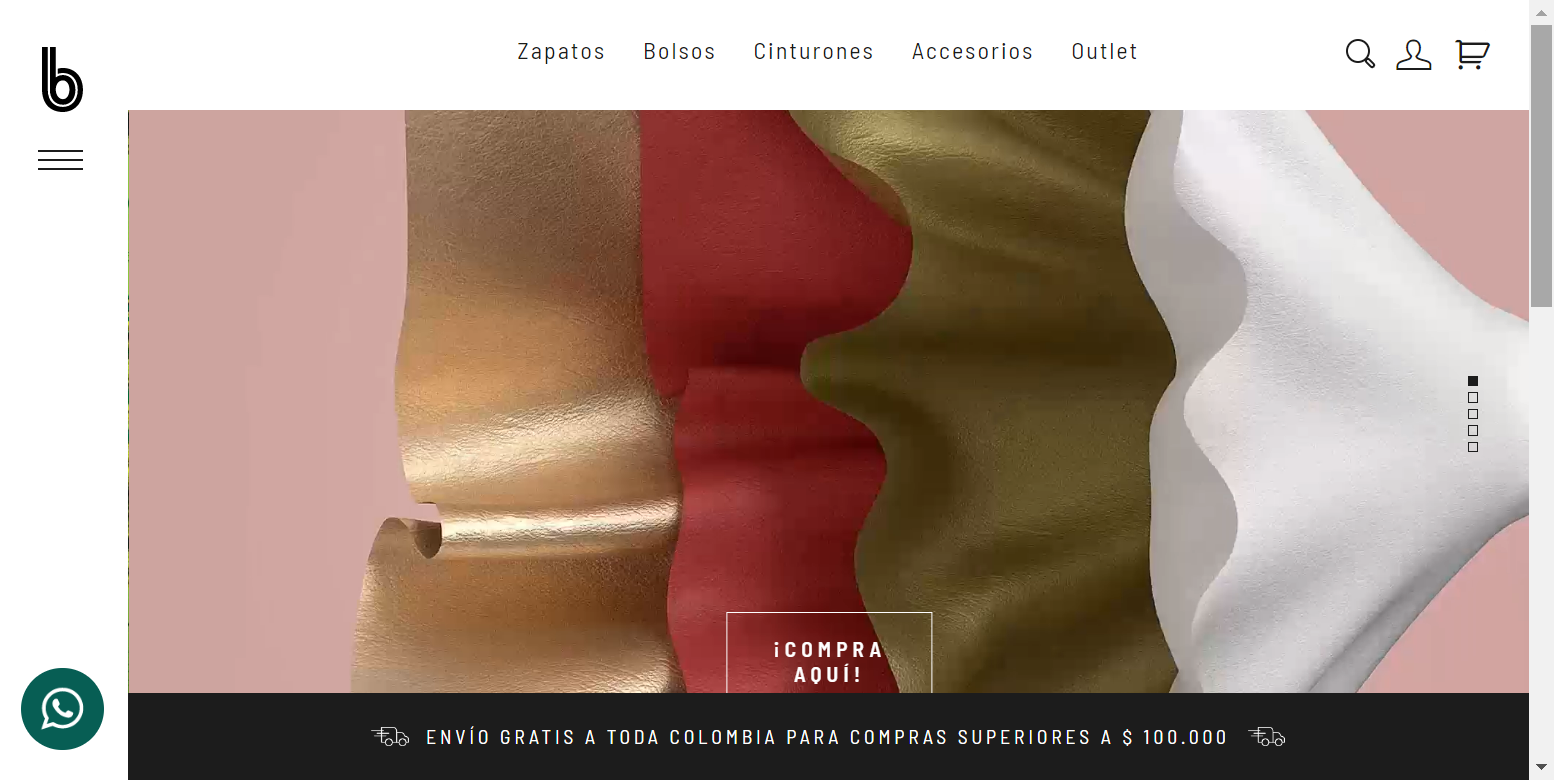 b
Zapatos Bolsos Cinturones Accesorios Outlet
¡COMPRA
AQUÍ!
ENVÍO GRATIS A TODA COLOMBIA PARA COMPRAS SUPERIORES A $ 100.000